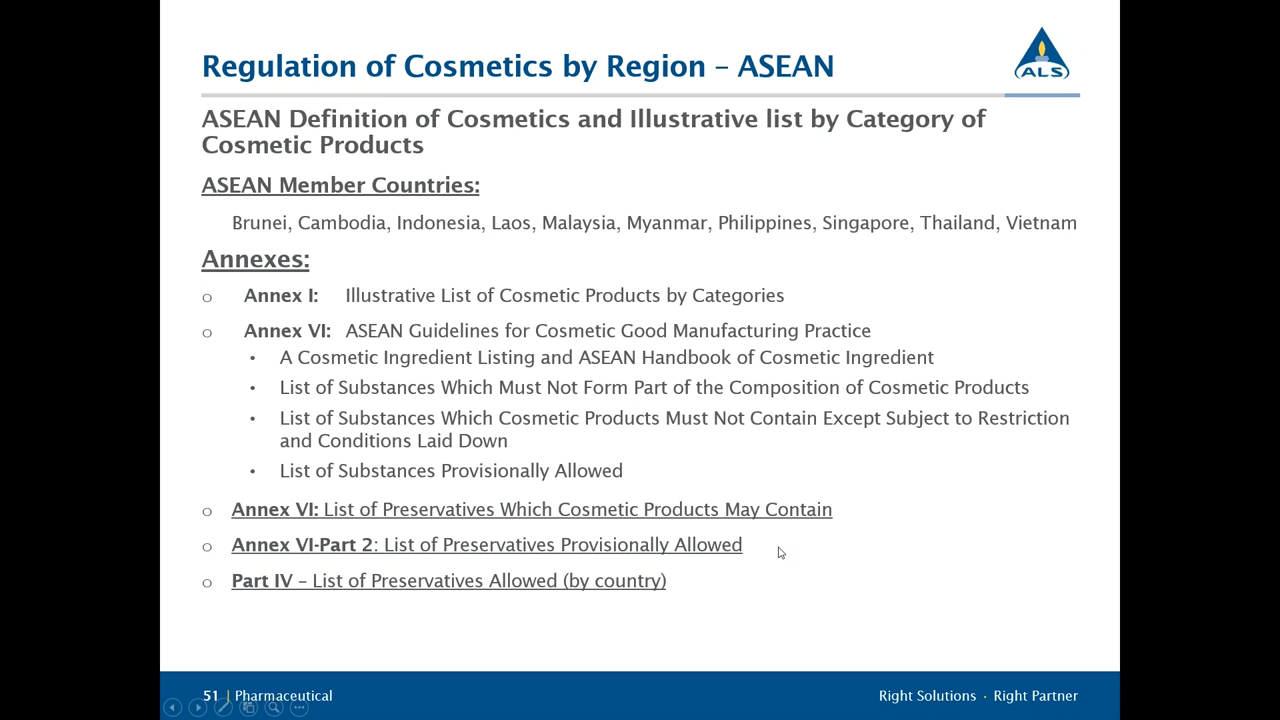 Regulation of Cosmetics by Region – ASEAN
ALS
ASEAN Definition of Cosmetics and Illustrative list by Category of
Cosmetic Products
ASEAN Member Countries:
Brunei, Cambodia, Indonesia, Laos, Malaysia, Myanmar, Philippines, Singapore, Thailand, Vietnam
Annexes:
o Annex I: Illustrative List of Cosmetic Products by Categories
o Annex VI: ASEAN Guidelines for Cosmetic Good Manufacturing Practice
• A Cosmetic Ingredient Listing and ASEAN Handbook of Cosmetic Ingredient
• List of Substances Which Must Not Form Part of the Composition of Cosmetic Products
• List of Substances Which Cosmetic Products Must Not Contain Except Subject to Restriction
and Conditions Laid Down
• List of Substances Provisionally Allowed
o Annex VI: List of Preservatives Which Cosmetic Products May Contain
o Annex VI-Part 2: List of Preservatives Provisionally Allowed
o Part IV – List of Preservatives Allowed (by country)
51 | Pharmaceutical
Right Solutions · Right Partner